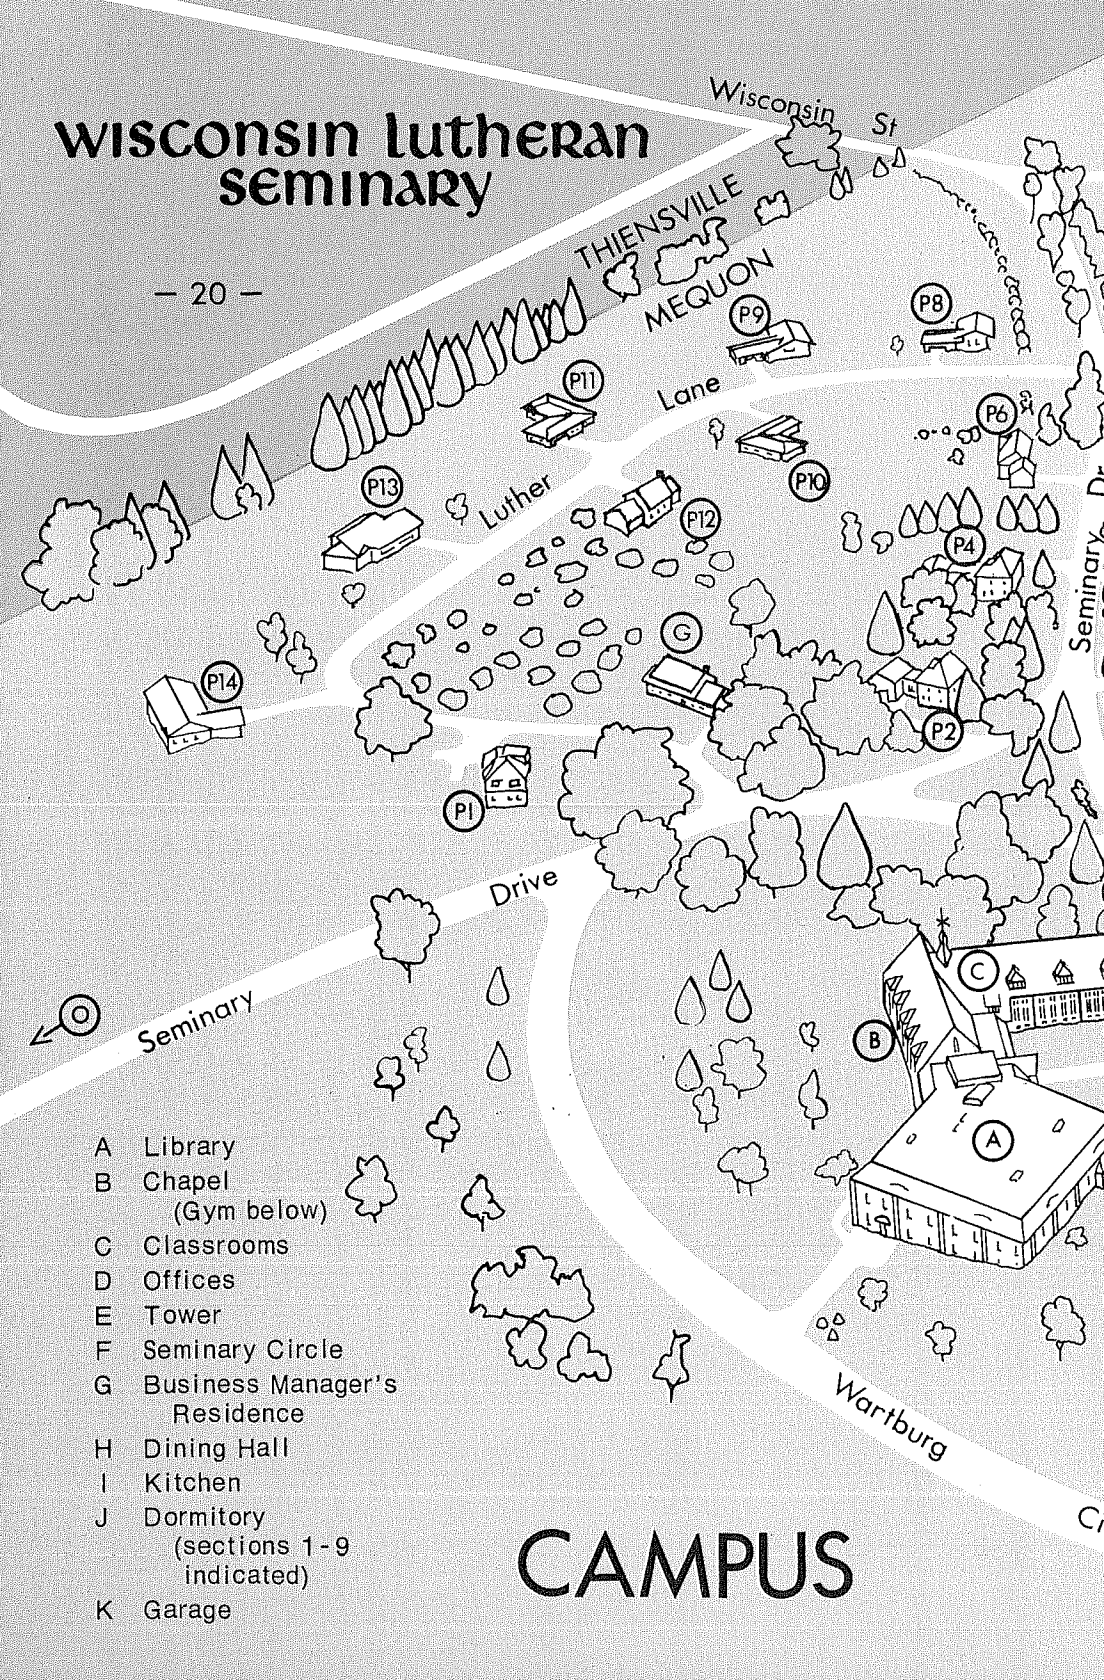 WISCONSIN LUTHERAN
SEMINARY
— 20 —
Wisconsin St
THIENSVILLE
MEQUON
P9
P8
P11
Lane
P6
P13
Luther
P10
P12
P4
Seminary Dr
G
P14
P2
P1
Drive
C
O
Seminary
B
A
A Library
B Chapel
(Gym below)
C Classrooms
D Offices
E Tower
F Seminary Circle
G Business Manager's
Residence
H Dining Hall
I Kitchen
J Dormitory
(sections 1-9
indicated)
K Garage
Wartburg
Ci
CAMPUS